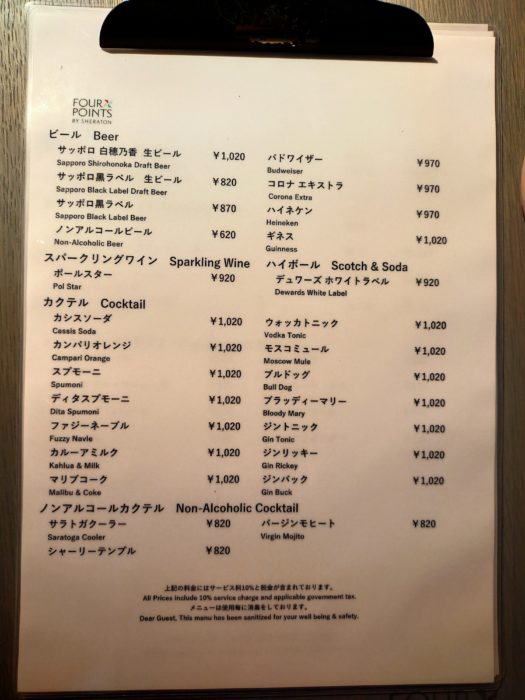 FOUR
POINTS
BY SHERATON
ビール Beer
サッポロ 白穂乃香 生ビール ¥1,020
Sapporo Shirohonoka Draft Beer
サッポロ黒ラベル 生ビール ¥820
Sapporo Black Label Draft Beer
サッポロ黒ラベル ¥870
Sapporo Black Label Beer
ノンアルコールビール ¥620
Non-Alcoholic Beer
バドワイザー ¥970
Budweiser
コロナ エキストラ ¥970
Corona Extra
ハイネケン ¥970
Heineken
ギネス ¥1,020
Guinness
スパークリングワイン Sparkling Wine
ポールスター ¥920
Pol Star
ハイボール Scotch & Soda
デュワーズ ホワイトラベル ¥920
Dewards White Label
カクテル Cocktail
カシスソーダ ¥1,020
Cassis Soda
カンパリオレンジ ¥1,020
Campari Orange
スプモーニ ¥1,020
Spumoni
ディタスプモーニ ¥1,020
Dita Spumoni
ファジーネーブル ¥1,020
Fuzzy Navle
カルーアミルク ¥1,020
Kahlua & Milk
マリブコーク ¥1,020
Malibu & Coke
ウォッカトニック ¥1,020
Vodka Tonic
モスコミュール ¥1,020
Moscow Mule
ブルドッグ ¥1,020
Bull Dog
ブラッディーマリー ¥1,020
Bloody Mary
ジントニック ¥1,020
Gin Tonic
ジンリッキー ¥1,020
Gin Rickey
ジンバック ¥1,020
Gin Buck
ノンアルコールカクテル Non-Alcoholic Cocktail
サラトガクーラー ¥820
Saratoga Cooler
シャーリーテンプル ¥820
バージンモヒート ¥820
Virgin Mojito
上記の料金にはサービス料10%と税金が含まれております。
All Prices include 10% service charge and applicable government tax.
メニューは使用毎に消毒をしております。
Dear Guest, This manu has been sanitized for your well being & safety.